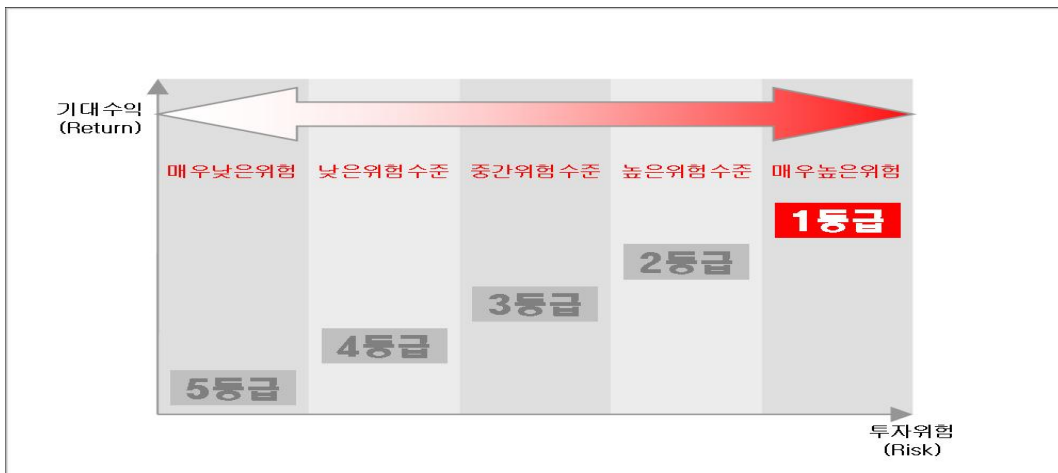 기대수익
(Return)
매우낮은위험 낮은위험수준 중간위험수준 높은위험수준 매우높은위험
1등급
2등급
3등급
4등급
5등급
투자위험
(Risk)